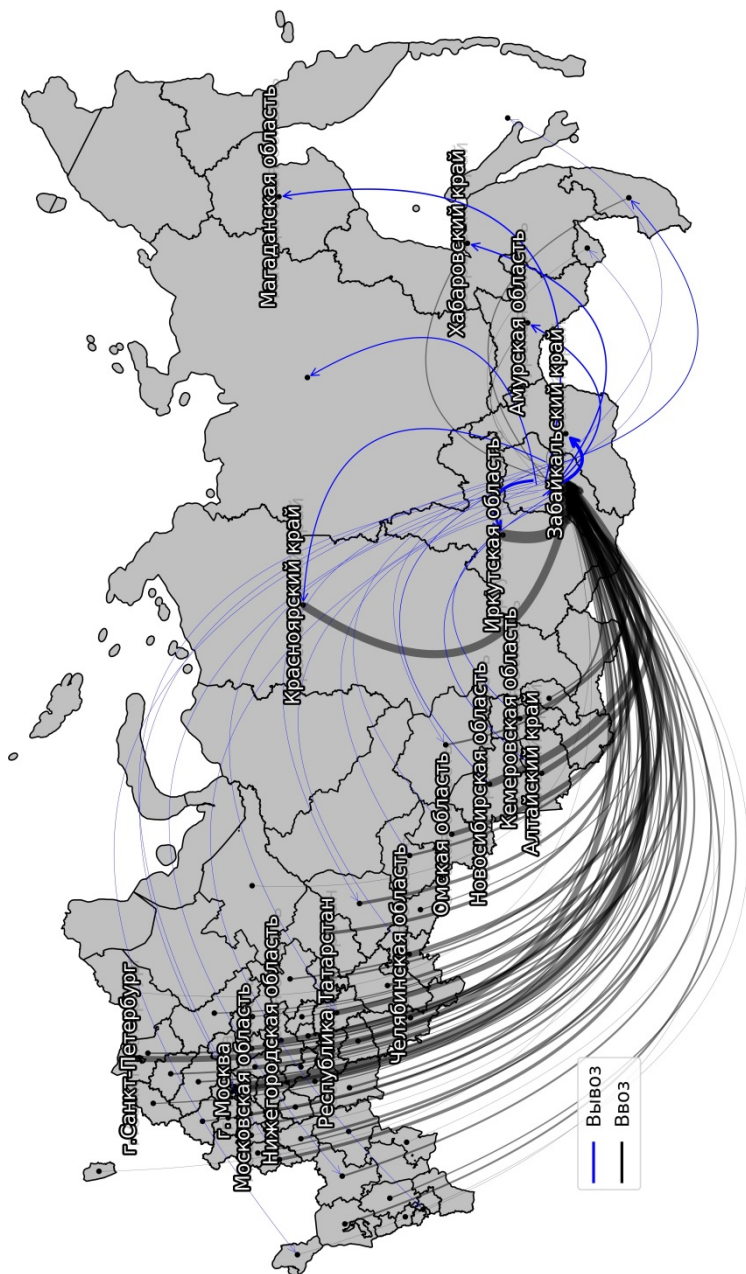 Магаданская область
Хабаровский край
Амурская область
Забайкальский край
Иркутская область
Красноярский край
Кемеровская область
Новосибирская область
Алтайский край
Омская область
Челябинская область
Республика Татарстан
Нижегородская область
Московская область
Г. Москва
г.Санкт-Петербург
Вывоз
Ввоз